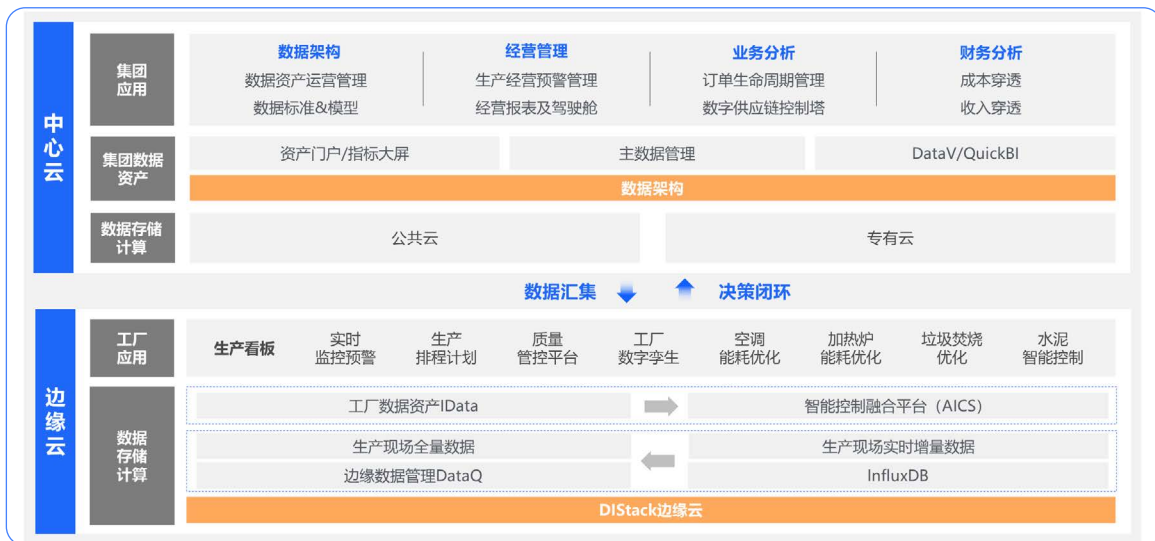 中心云
集团
应用
数据架构
数据资产运营管理
数据标准&模型
经营管理
生产经营预警管理
经营报表及驾驶舱
业务分析
订单生命周期管理
数字供应链控制塔
财务分析
成本穿透
收入穿透
集团数据
资产
资产门户/指标大屏
主数据管理
DataV/QuickBI
数据架构
数据存储
计算
公共云
专有云
数据汇集
决策闭环
边缘云
工厂
应用
生产看板
实时
监控预警
生产
排程计划
质量
管控平台
工厂
数字孪生
空调
能耗优化
加热炉
能耗优化
垃圾焚烧
优化
水泥
智能控制
数据
存储
计算
工厂数据资产IData
智能控制融合平台（AICS）
生产现场全量数据
生产现场实时增量数据
边缘数据管理DataQ
InfluxDB
DIStack边缘云